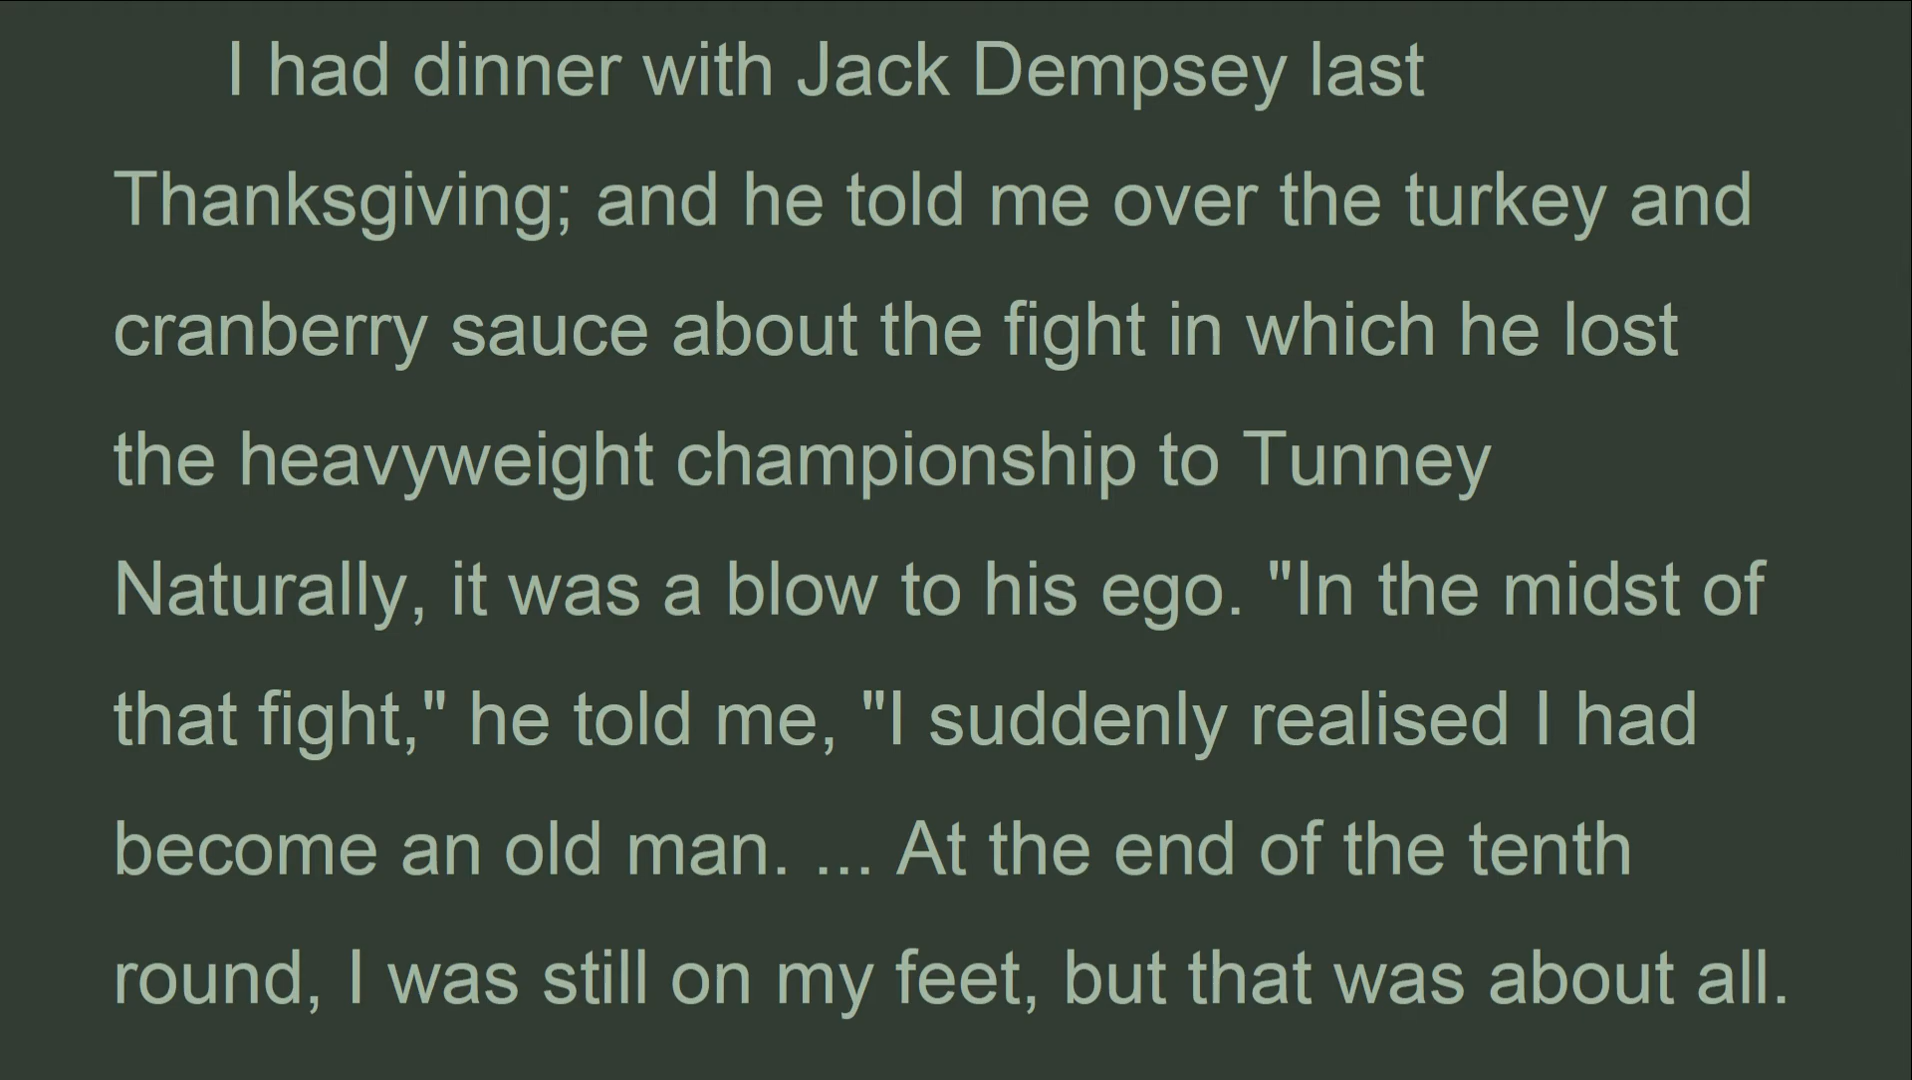 I had dinner with Jack Dempsey last
Thanksgiving; and he told me over the turkey and
cranberry sauce about the fight in which he lost
the heavyweight championship to Tunney
Naturally, it was a blow to his ego. "In the midst of
that fight," he told me, "I suddenly realised I had
become an old man. ... At the end of the tenth
round, I was still on my feet, but that was about all.